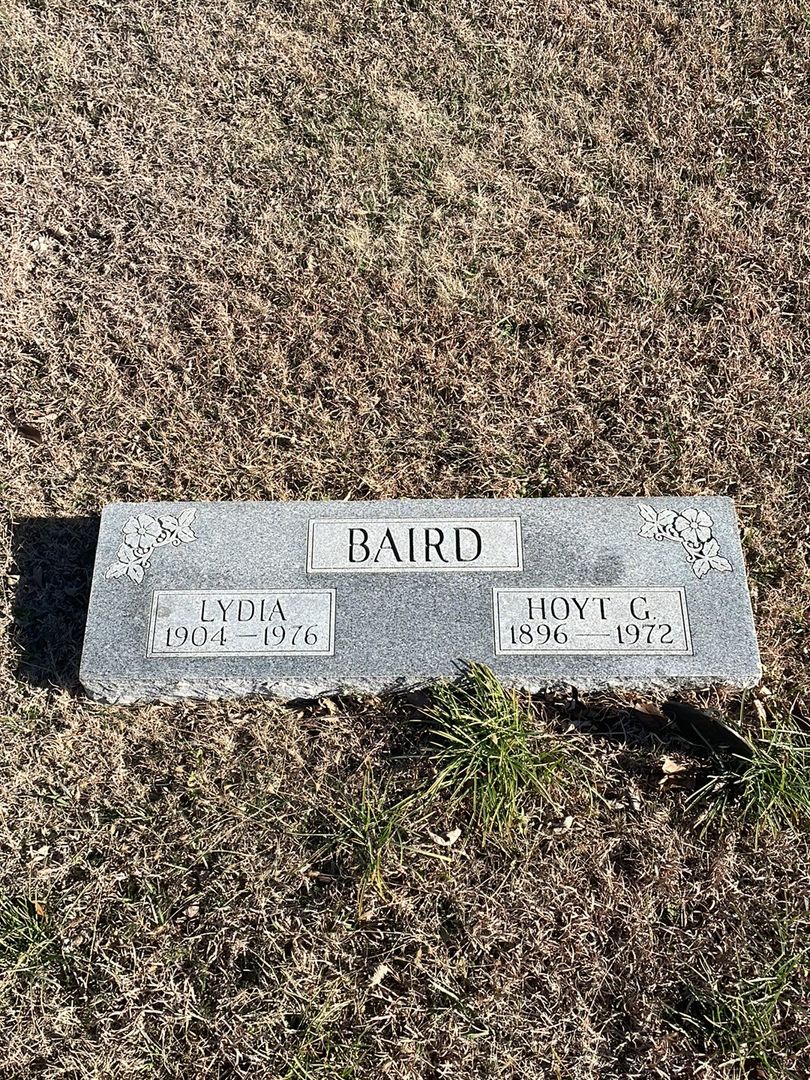 BAIRD
LYDIA
1904 — 1976
HOYT G.
1896 — 1972